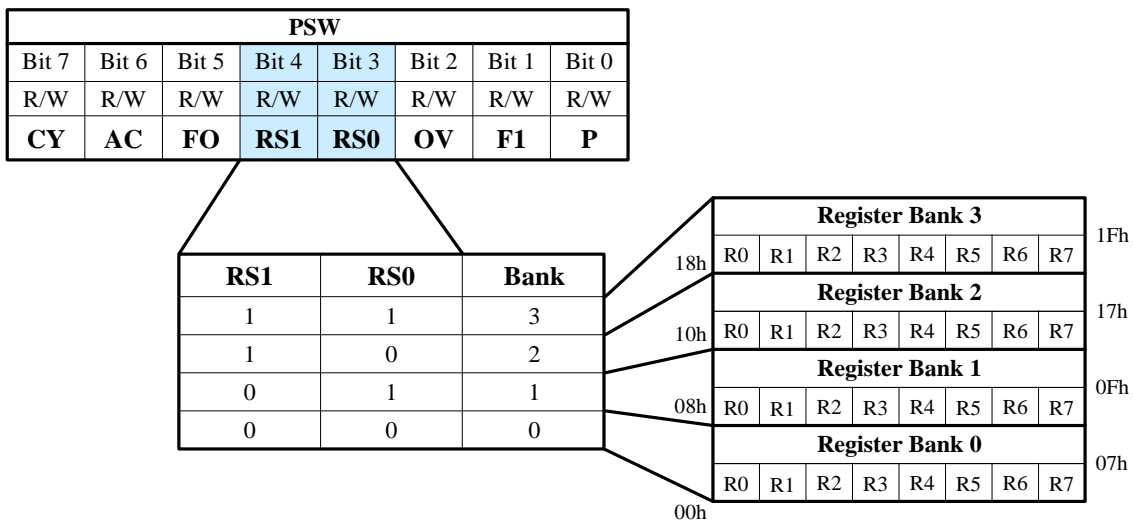 PSW
Bit 7 Bit 6 Bit 5 Bit 4 Bit 3 Bit 2 Bit 1 Bit 0
R/W R/W R/W R/W R/W R/W R/W R/W
CY AC FO RS1 RS0 OV F1 P
RS1 RS0 Bank
1 1 3
1 0 2
0 1 1
0 0 0
Register Bank 3
1Fh
18h R0 R1 R2 R3 R4 R5 R6 R7
Register Bank 2
17h
10h R0 R1 R2 R3 R4 R5 R6 R7
Register Bank 1
0Fh
08h R0 R1 R2 R3 R4 R5 R6 R7
Register Bank 0
07h
R0 R1 R2 R3 R4 R5 R6 R7
00h